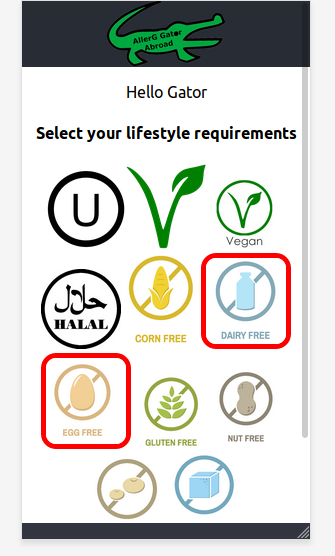 AllerG Gator
Abroad
Hello Gator
Select your lifestyle requirements
U
V
V
Vegan
حلال
HALAL
CORN FREE
DAIRY FREE
EGG FREE
GLUTEN FREE
NUT FREE